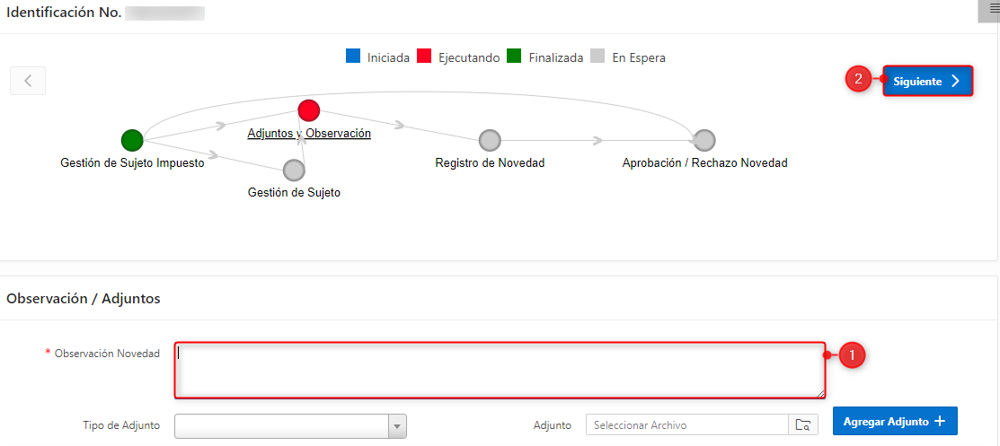 Identificación No.
Iniciada Ejecutando Finalizada En Espera
2 Siguiente
Adjuntos y Observación
Gestión de Sujeto Impuesto
Registro de Novedad
Aprobación / Rechazo Novedad
Gestión de Sujeto
Observación / Adjuntos
* Observación Novedad
1
Tipo de Adjunto
Adjunto Seleccionar Archivo Agregar Adjunto +